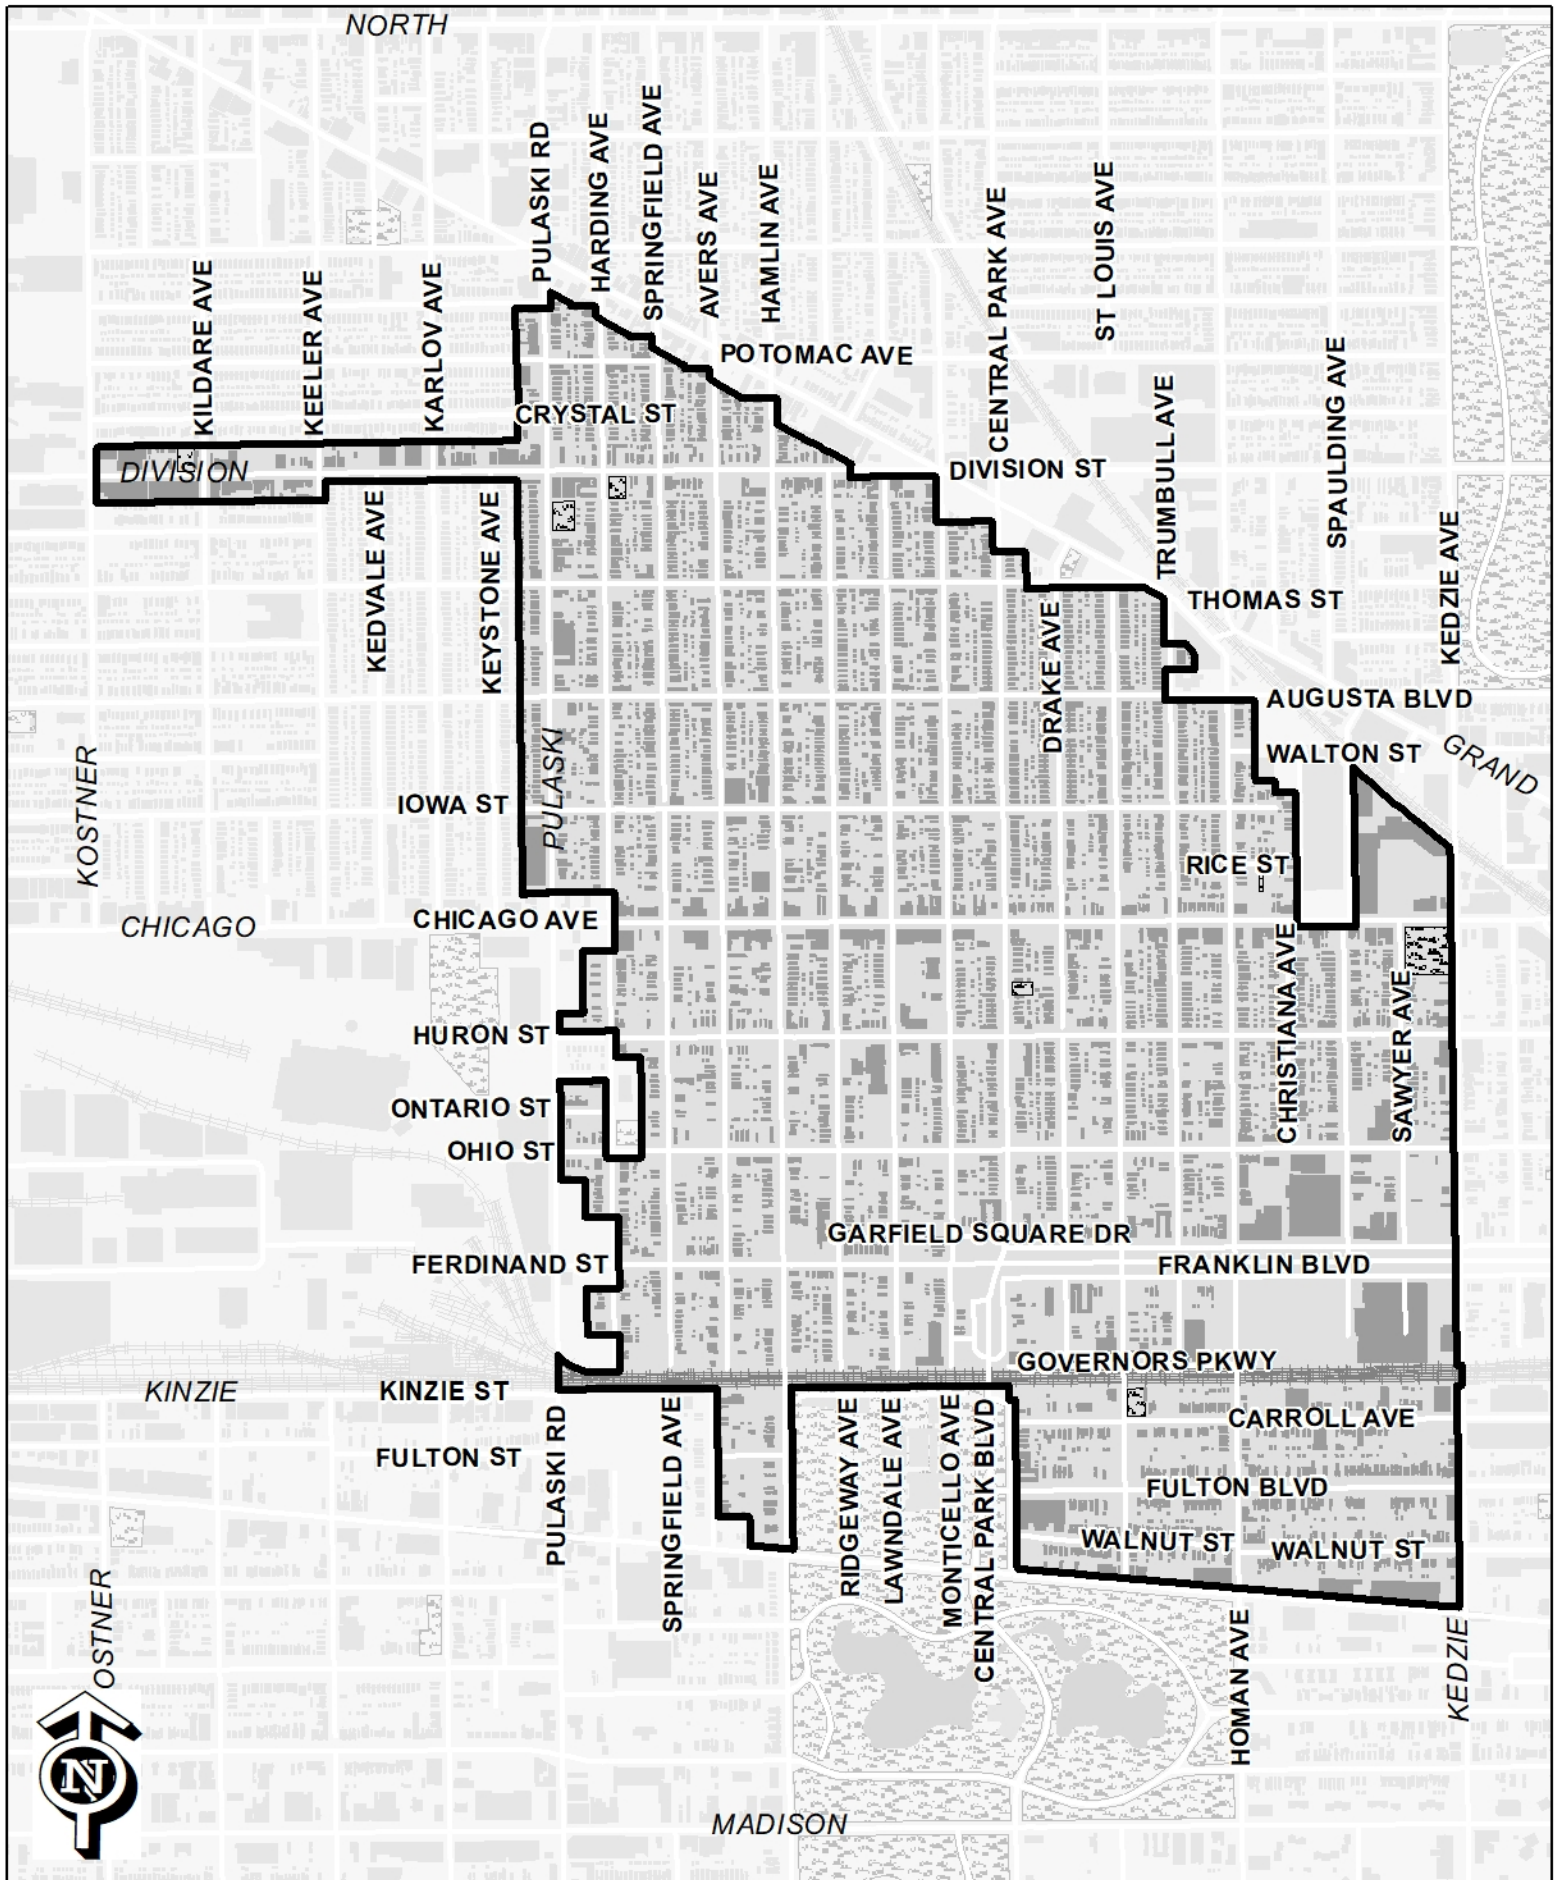 NORTH
PULASKI RD
HARDING AVE
SPRINGFIELD AVE
AVERS AVE
HAMLIN AVE
CENTRAL PARK AVE
ST LOUIS AVE
KILDARE AVE
KEELER AVE
KARLOV AVE
POTOMAC AVE
SPAULDING AVE
TRUMBULL AVE
CRYSTAL ST
DIVISION
DIVISION ST
KEDVALE AVE
KEYSTONE AVE
KEDZIE AVE
THOMAS ST
DRAKE AVE
AUGUSTA BLVD
WALTON ST
GRAND
KOSTNER
PULASKI
IOWA ST
RICE ST
CHICAGO
CHICAGO AVE
CHRISTIANA AVE
SAWYER AVE
HURON ST
ONTARIO ST
OHIO ST
GARFIELD SQUARE DR
FERDINAND ST
FRANKLIN BLVD
GOVERNORS PKWY
KINZIE
KINZIE ST
CARROLL AVE
FULTON ST
PULASKI RD
SPRINGFIELD AVE
RIDGEWAY AVE
LAWNDALE AVE
MONTICELLO AVE
CENTRAL PARK BLVD
FULTON BLVD
WALNUT ST
WALNUT ST
OSTNER
HOMAN AVE
KEDZIE
N
MADISON